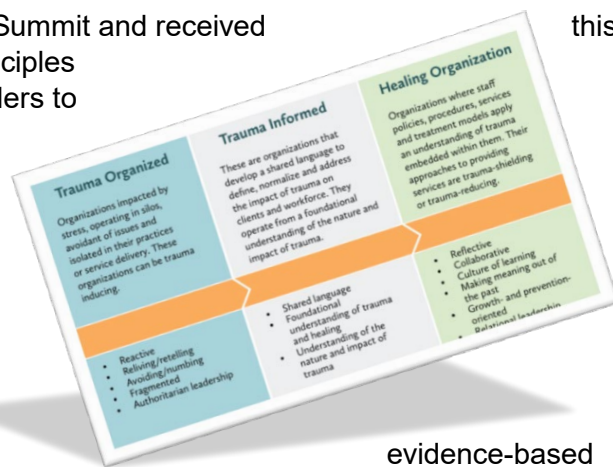 Summit and received
this
ciples
lers to
Trauma Organized
Organizations impacted by
stress, operating in silos,
avoidant of issues and
isolated in their practices
or service delivery. These
organizations can be trauma
inducing.
Trauma Informed
These are organizations that
develop a shared language to
define, normalize and address
the impact of trauma on
clients and workforce. They
operate from a foundational
understanding of the nature and
impact of trauma.
Healing Organization
Organizations where staff
policies, procedures, services
and treatment models apply
an understanding of trauma
embedded within them. Their
approaches to providing
services are trauma-shielding
or trauma-reducing.
• Reactive
• Reliving/retelling
• Avoiding/numbing
• Fragmented
• Authoritarian leadership
• Shared language
• Foundational
understanding of trauma
and healing
• Understanding of the
nature and impact of
trauma
• Reflective
• Collaborative
• Culture of learning
• Making meaning out of
the past
• Growth- and prevention-
oriented
• Relational leadership
evidence-based